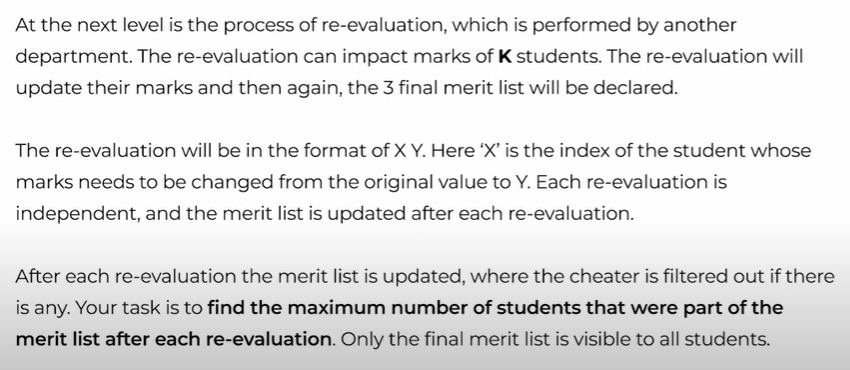 At the next level is the process of re-evaluation, which is performed by another
department. The re-evaluation can impact marks of K students. The re-evaluation will
update their marks and then again, the 3 final merit list will be declared.
The re-evaluation will be in the format of X Y. Here ‘X’ is the index of the student whose
marks needs to be changed from the original value to Y. Each re-evaluation is
independent, and the merit list is updated after each re-evaluation.
After each re-evaluation the merit list is updated, where the cheater is filtered out if there
is any. Your task is to find the maximum number of students that were part of the
merit list after each re-evaluation. Only the final merit list is visible to all students.